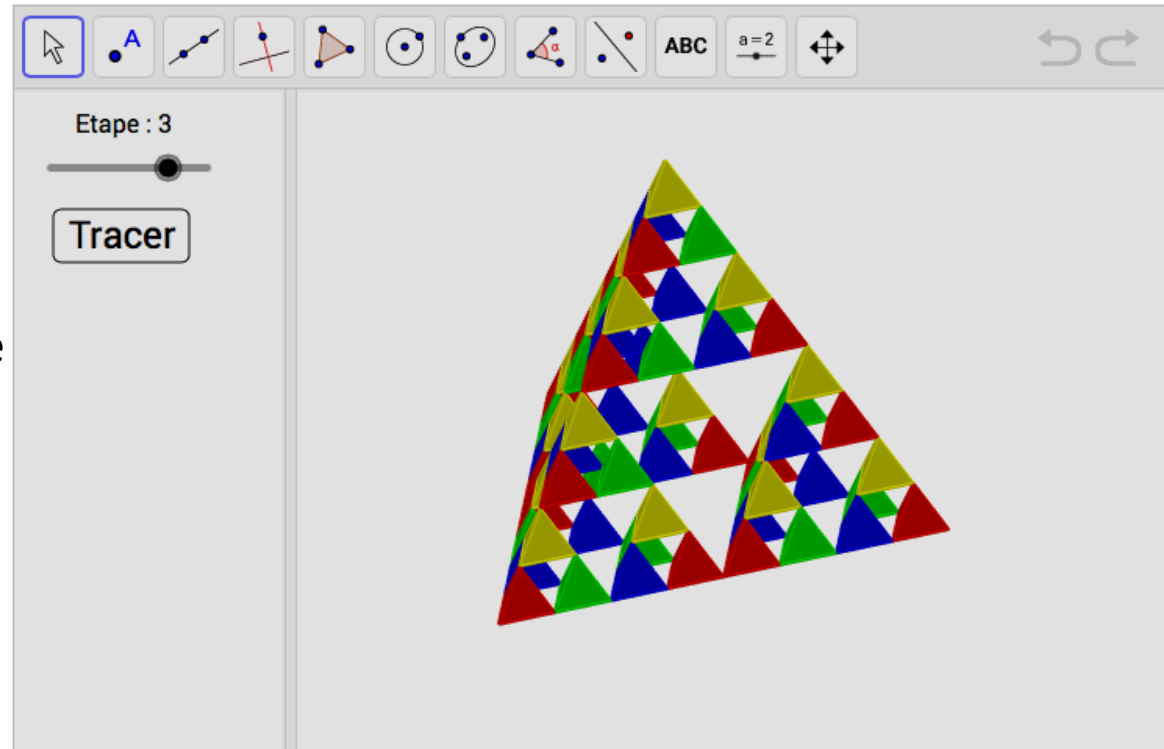 A
α
ABC
a=2
Etape : 3
Tracer
e